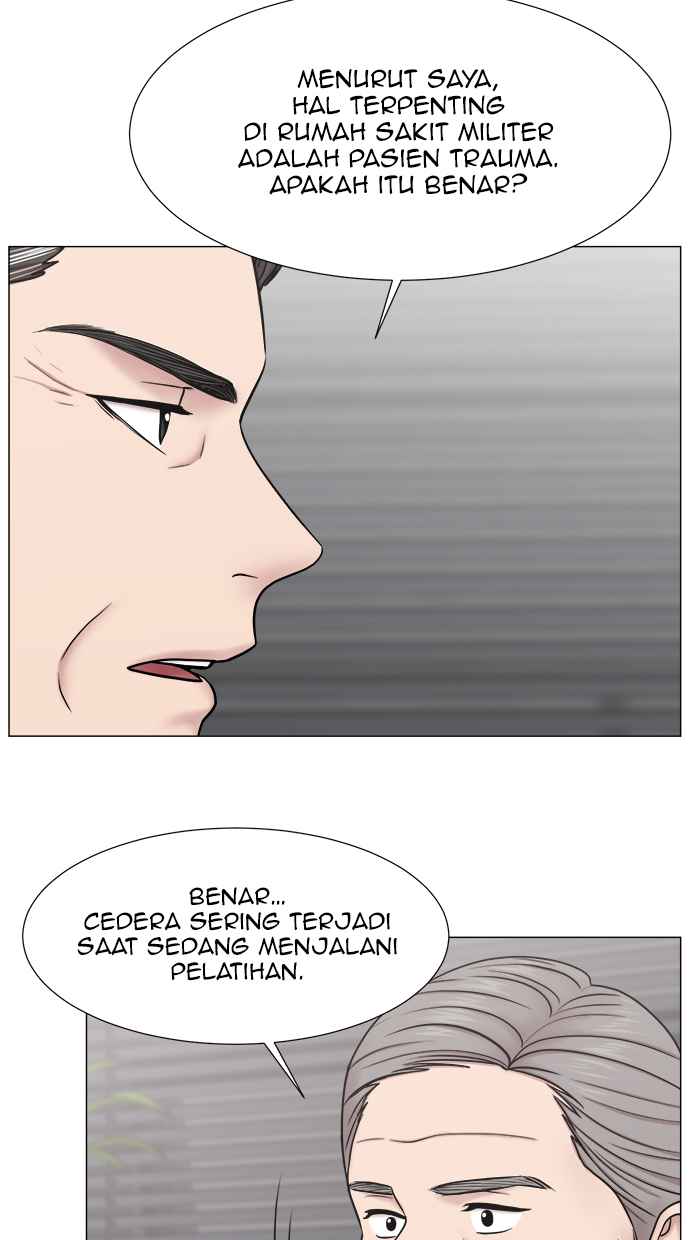 MENURUT SAYA,
HAL TERPENTING
DI RUMAH SAKIT MILITER
ADALAH PASIEN TRAUMA.
APAKAH ITU BENAR?
BENAR...
CEDERA SERING TERJADI
SAAT SEDANG MENJALANI
PELATIHAN.